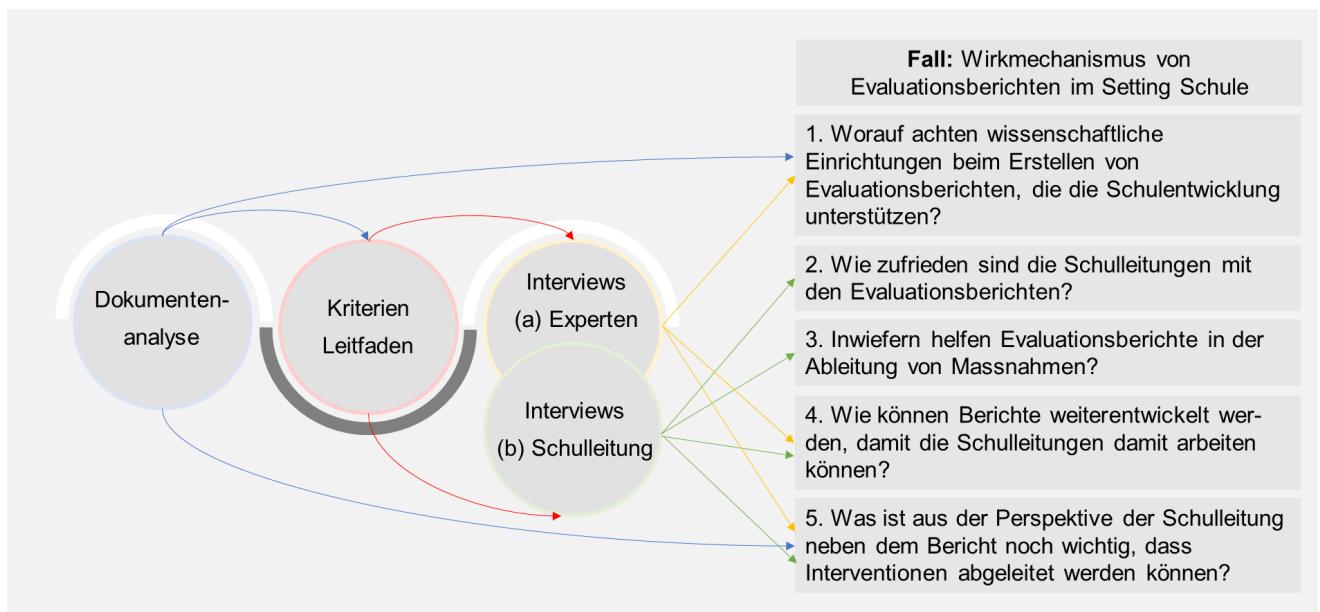 Fall: Wirkmechanismus von
Evaluationsberichten im Setting Schule
1. Worauf achten wissenschaftliche
Einrichtungen beim Erstellen von
Evaluationsberichten, die die Schulentwicklung
unterstützen?
Dokumenten-
analyse
Kriterien
Leitfaden
Interviews
(a) Experten
Interviews
(b) Schulleitung
2. Wie zufrieden sind die Schulleitungen mit
den Evaluationsberichten?
3. Inwiefern helfen Evaluationsberichte in der
Ableitung von Massnahmen?
4. Wie können Berichte weiterentwickelt wer-
den, damit die Schulleitungen damit arbeiten
können?
5. Was ist aus der Perspektive der Schulleitung
neben dem Bericht noch wichtig, dass
Interventionen abgeleitet werden können?